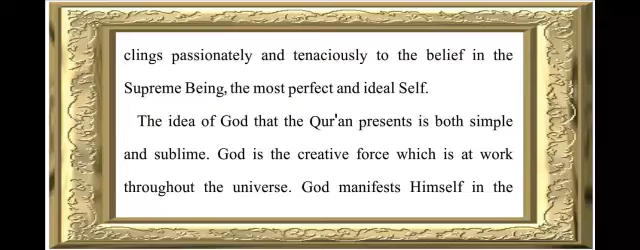 clings passionately and tenaciously to the belief in the
Supreme Being, the most perfect and ideal Self.
The idea of God that the Qur'an presents is both simple
and sublime. God is the creative force which is at work
throughout the universe. God manifests Himself in the